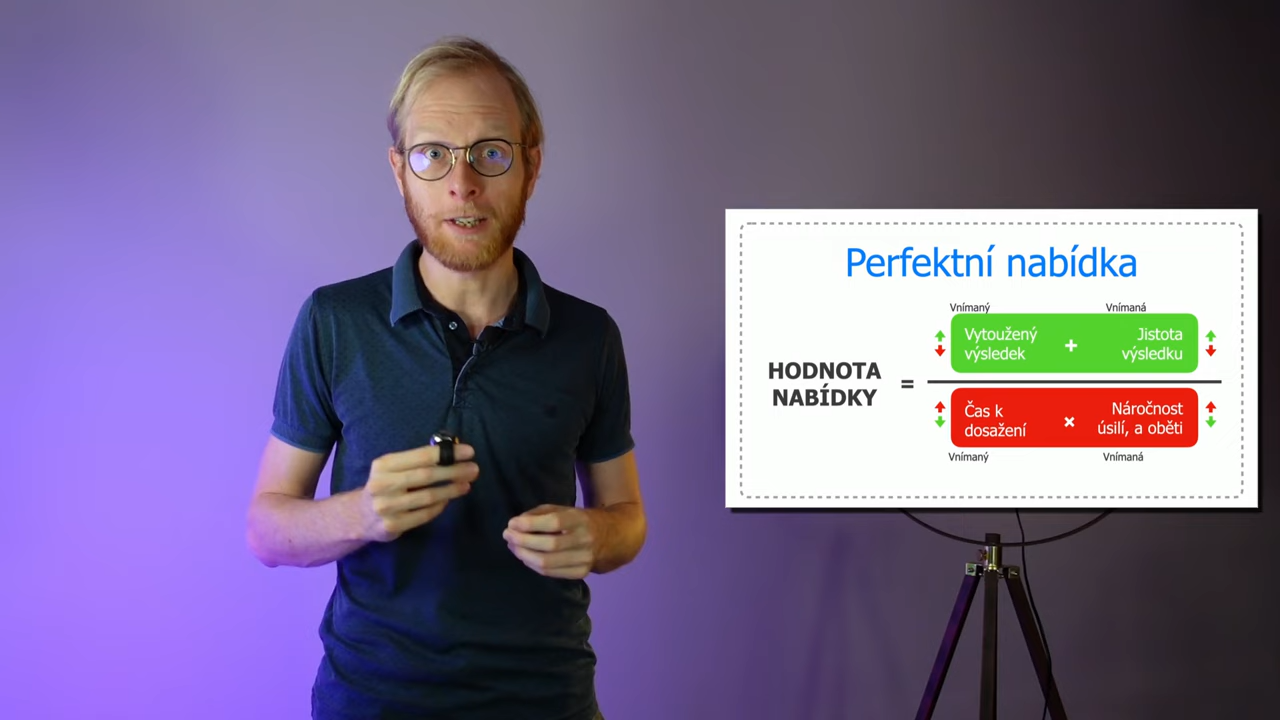 Perfektní nabídka
Vnímaný Vnímaná
Vytoužený
výsledek
+
Jistota
výsledku
HODNOTA
NABÍDKY
=
Čas k
dosažení
×
Náročnost
úsilí, a oběti
Vnímaný Vnímaná